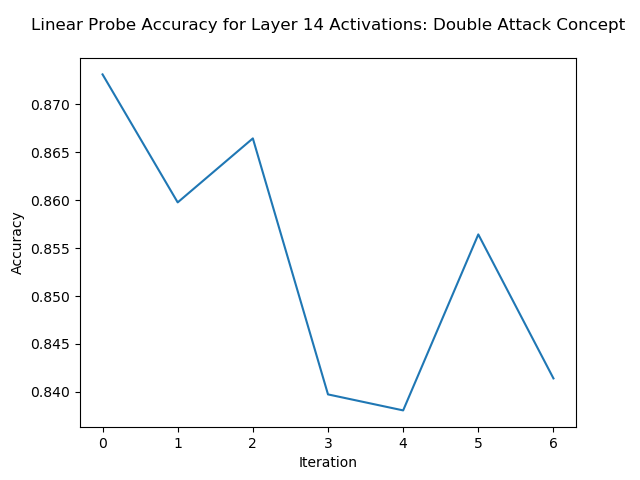 Linear Probe Accuracy for Layer 14 Activations: Double Attack Concept
0.870
0.865
0.860
0.855
0.850
0.845
0.840
Accuracy
0 1 2 3 4 5 6
Iteration